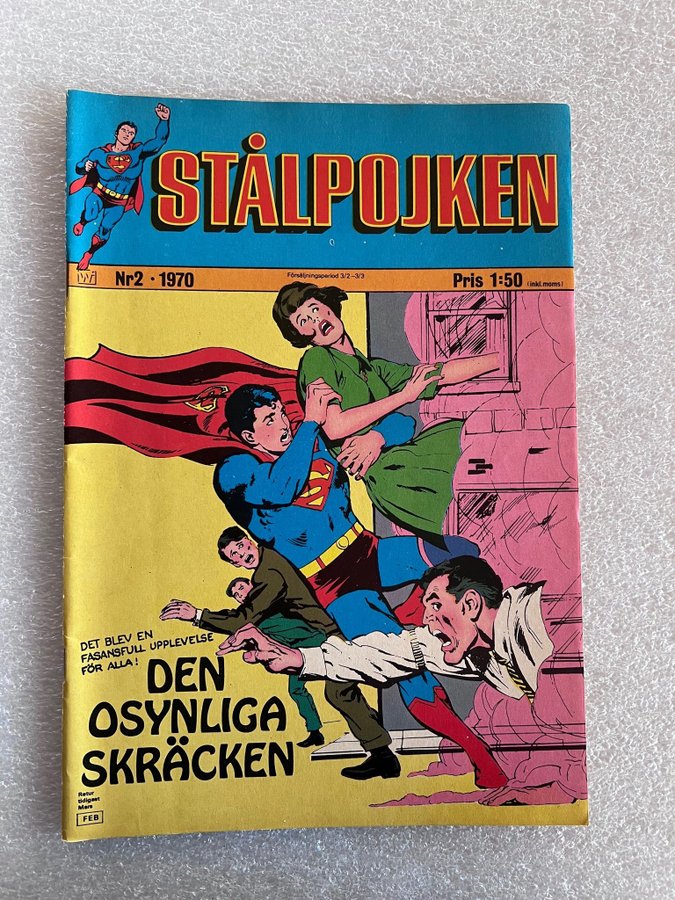 STÅLPOJKEN
Wi
Nr2 • 1970
Försäljningsperiod 3/2–3/3
Pris 1:50 (inkl.moms)
S
S
S
DET BLEV EN
FASANSFULL UPPLEVELSE
FÖR ALLA!
DEN
OSYNLIGA
SKRÄCKEN
Retur
tidigast
Mars
FEB